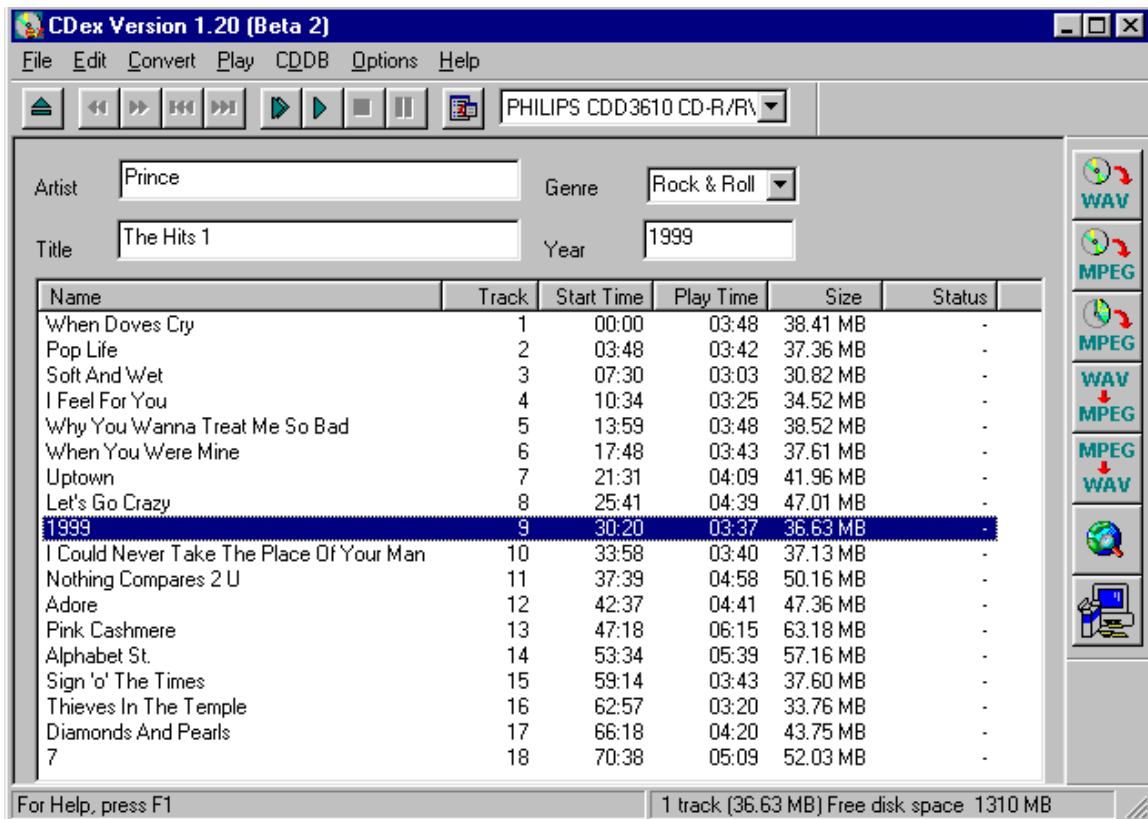 CDex Version 1.20 (Beta 2)
File Edit Convert Play CDDB Options Help
PHILIPS CDD3610 CD-R/R\
Artist Prince Genre Rock & Roll
Title The Hits 1 Year 1999
Name Track Start Time Play Time Size Status
When Doves Cry 1 00:00 03:48 38.41 MB -
Pop Life 2 03:48 03:42 37.36 MB -
Soft And Wet 3 07:30 03:03 30.82 MB -
I Feel For You 4 10:34 03:25 34.52 MB -
Why You Wanna Treat Me So Bad 5 13:59 03:48 38.52 MB -
When You Were Mine 6 17:48 03:43 37.61 MB -
Uptown 7 21:31 04:09 41.96 MB -
Let's Go Crazy 8 25:41 04:39 47.01 MB -
1999 9 30:20 03:37 36.63 MB -
I Could Never Take The Place Of Your Man 10 33:58 03:40 37.13 MB -
Nothing Compares 2 U 11 37:39 04:58 50.16 MB -
Adore 12 42:37 04:41 47.36 MB -
Pink Cashmere 13 47:18 06:15 63.18 MB -
Alphabet St. 14 53:34 05:39 57.16 MB -
Sign 'o' The Times 15 59:14 03:43 37.60 MB -
Thieves In The Temple 16 62:57 03:20 33.76 MB -
Diamonds And Pearls 17 66:18 04:20 43.75 MB -
7 18 70:38 05:09 52.03 MB -
WAV
MPEG
MPEG
WAV
MPEG
MPEG
WAV
For Help, press F1 1 track (36.63 MB) Free disk space 1310 MB